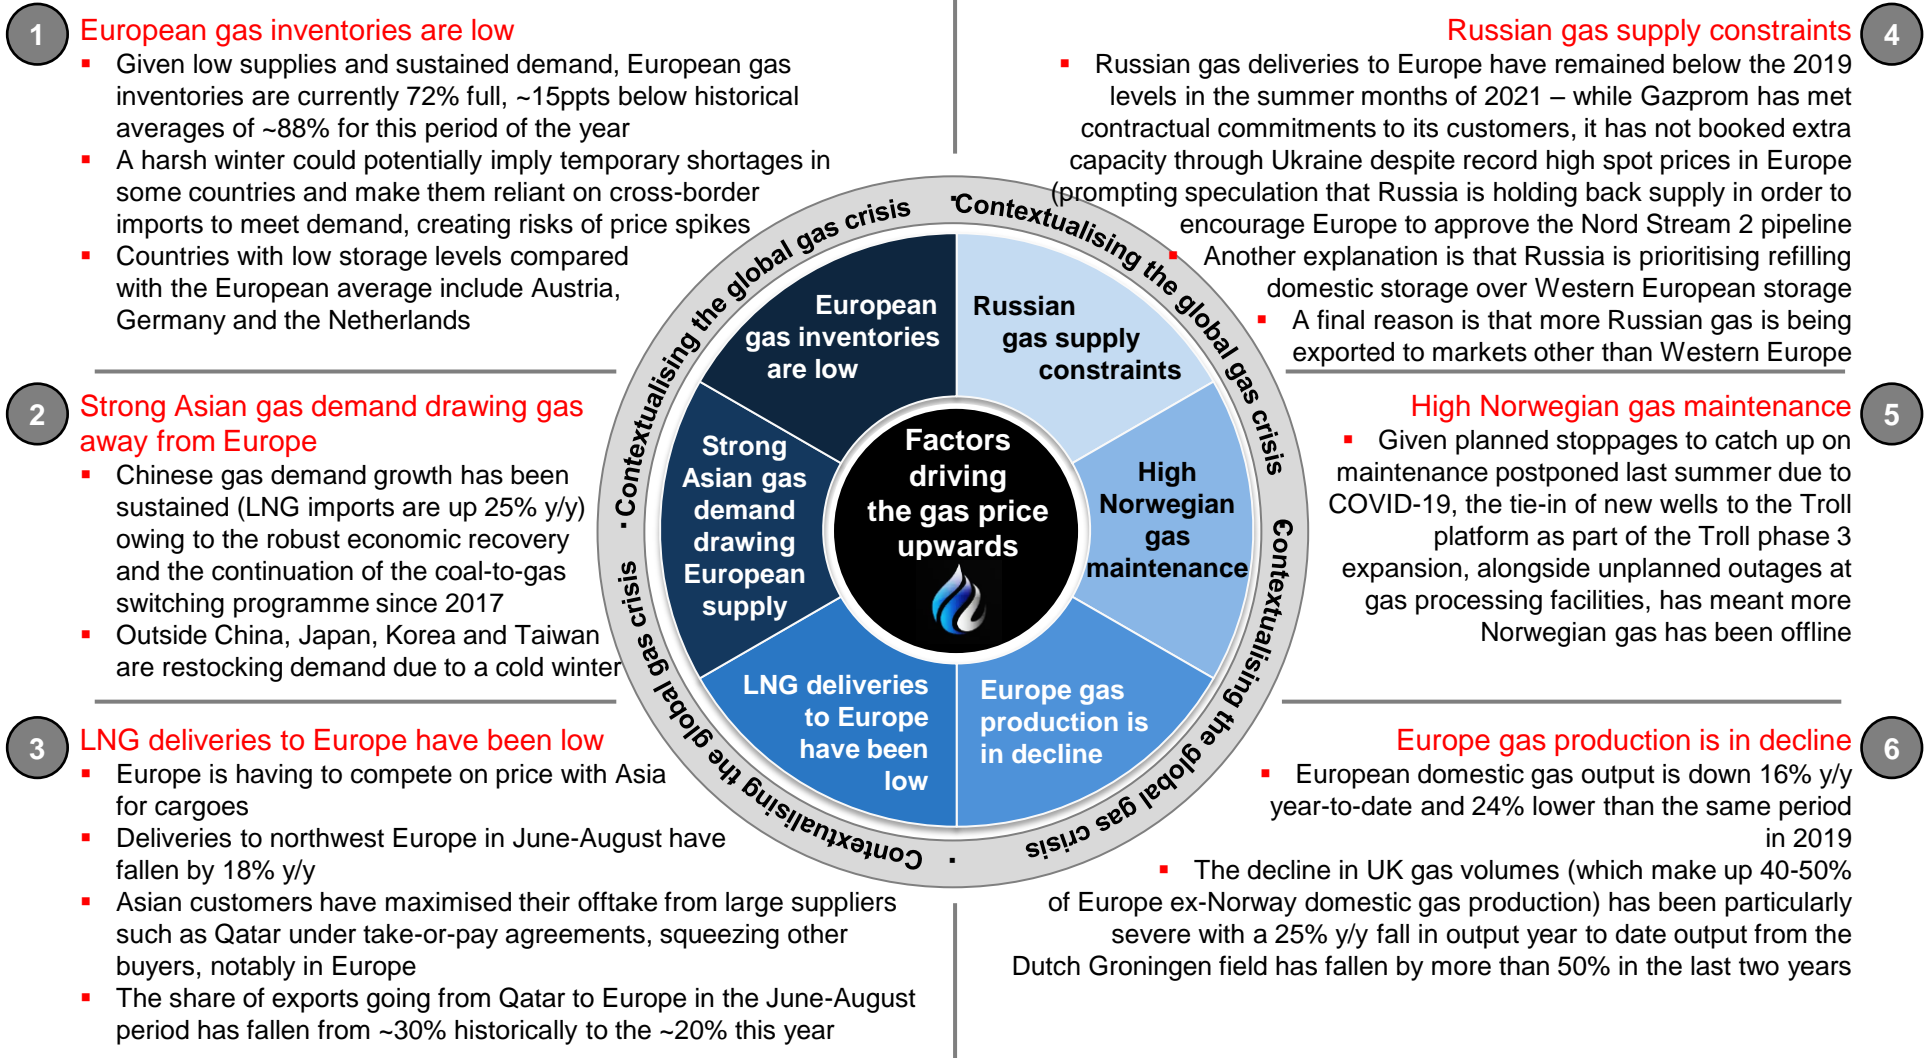 1
European gas inventories are low
▪ Given low supplies and sustained demand, European gas
inventories are currently 72% full, ~15ppts below historical
averages of ~88% for this period of the year
▪ A harsh winter could potentially imply temporary shortages in
some countries and make them reliant on cross-border
imports to meet demand, creating risks of price spikes
▪ Countries with low storage levels compared
with the European average include Austria,
Germany and the Netherlands
2
Strong Asian gas demand drawing gas
away from Europe
▪ Chinese gas demand growth has been
sustained (LNG imports are up 25% y/y)
owing to the robust economic recovery
and the continuation of the coal-to-gas
switching programme since 2017
▪ Outside China, Japan, Korea and Taiwan
are restocking demand due to a cold winter
3
LNG deliveries to Europe have been low
▪ Europe is having to compete on price with Asia
for cargoes
▪ Deliveries to northwest Europe in June-August have
fallen by 18% y/y
▪ Asian customers have maximised their offtake from large suppliers
such as Qatar under take-or-pay agreements, squeezing other
buyers, notably in Europe
▪ The share of exports going from Qatar to Europe in the June-August
period has fallen from ~30% historically to the ~20% this year
· Contextualising the global gas crisis
· Contextualising the global gas crisis
· Contextualising the global gas crisis
· Contextualising the global gas crisis
European
gas inventories
are low
Russian
gas supply
constraints
Strong
Asian gas
demand
drawing
European
supply
Factors
driving
the gas price
upwards
High
Norwegian
gas
maintenance
LNG deliveries
to Europe
have been
low
Europe gas
production is
in decline
4
Russian gas supply constraints
▪ Russian gas deliveries to Europe have remained below the 2019
levels in the summer months of 2021 – while Gazprom has met
contractual commitments to its customers, it has not booked extra
capacity through Ukraine despite record high spot prices in Europe
(prompting speculation that Russia is holding back supply in order to
encourage Europe to approve the Nord Stream 2 pipeline
▪ Another explanation is that Russia is prioritising refilling
domestic storage over Western European storage
▪ A final reason is that more Russian gas is being
exported to markets other than Western Europe
5
High Norwegian gas maintenance
▪ Given planned stoppages to catch up on
maintenance postponed last summer due to
COVID-19, the tie-in of new wells to the Troll
platform as part of the Troll phase 3
expansion, alongside unplanned outages at
gas processing facilities, has meant more
Norwegian gas has been offline
6
Europe gas production is in decline
▪ European domestic gas output is down 16% y/y
year-to-date and 24% lower than the same period
in 2019
▪ The decline in UK gas volumes (which make up 40-50%
of Europe ex-Norway domestic gas production) has been particularly
severe with a 25% y/y fall in output year to date output from the
Dutch Groningen field has fallen by more than 50% in the last two years